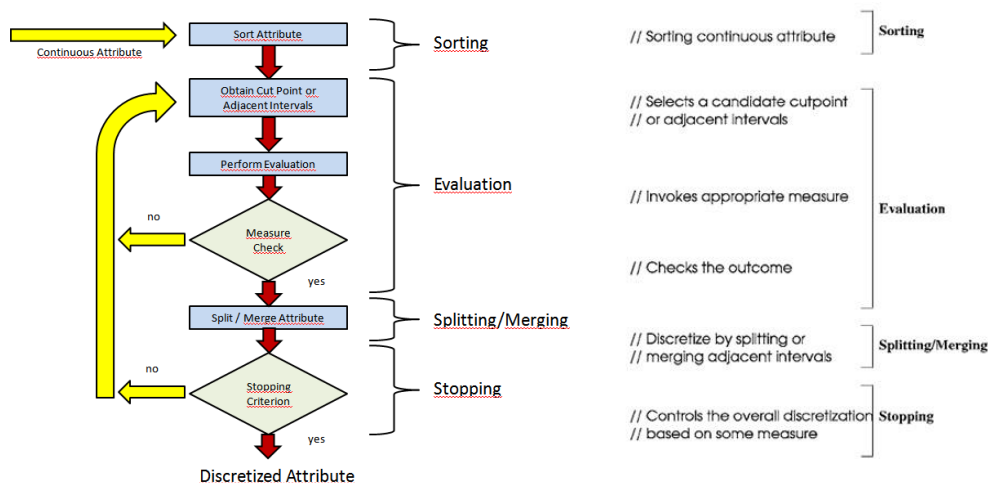 Continuous Attribute
Sort Attribute
Sorting
Obtain Cut Point or
Adjacent Intervals
Perform Evaluation
Evaluation
no
Measure
Check
yes
Split / Merge Attribute
Splitting/Merging
no
Stopping
Criterion
Stopping
yes
Discretized Attribute
// Sorting continuous attribute
Sorting
// Selects a candidate cutpoint
// or adjacent intervals
// Invokes appropriate measure
Evaluation
// Checks the outcome
// Discretize by splitting or
// merging adjacent intervals
Splitting/Merging
// Controls the overall discretization
// based on some measure
Stopping